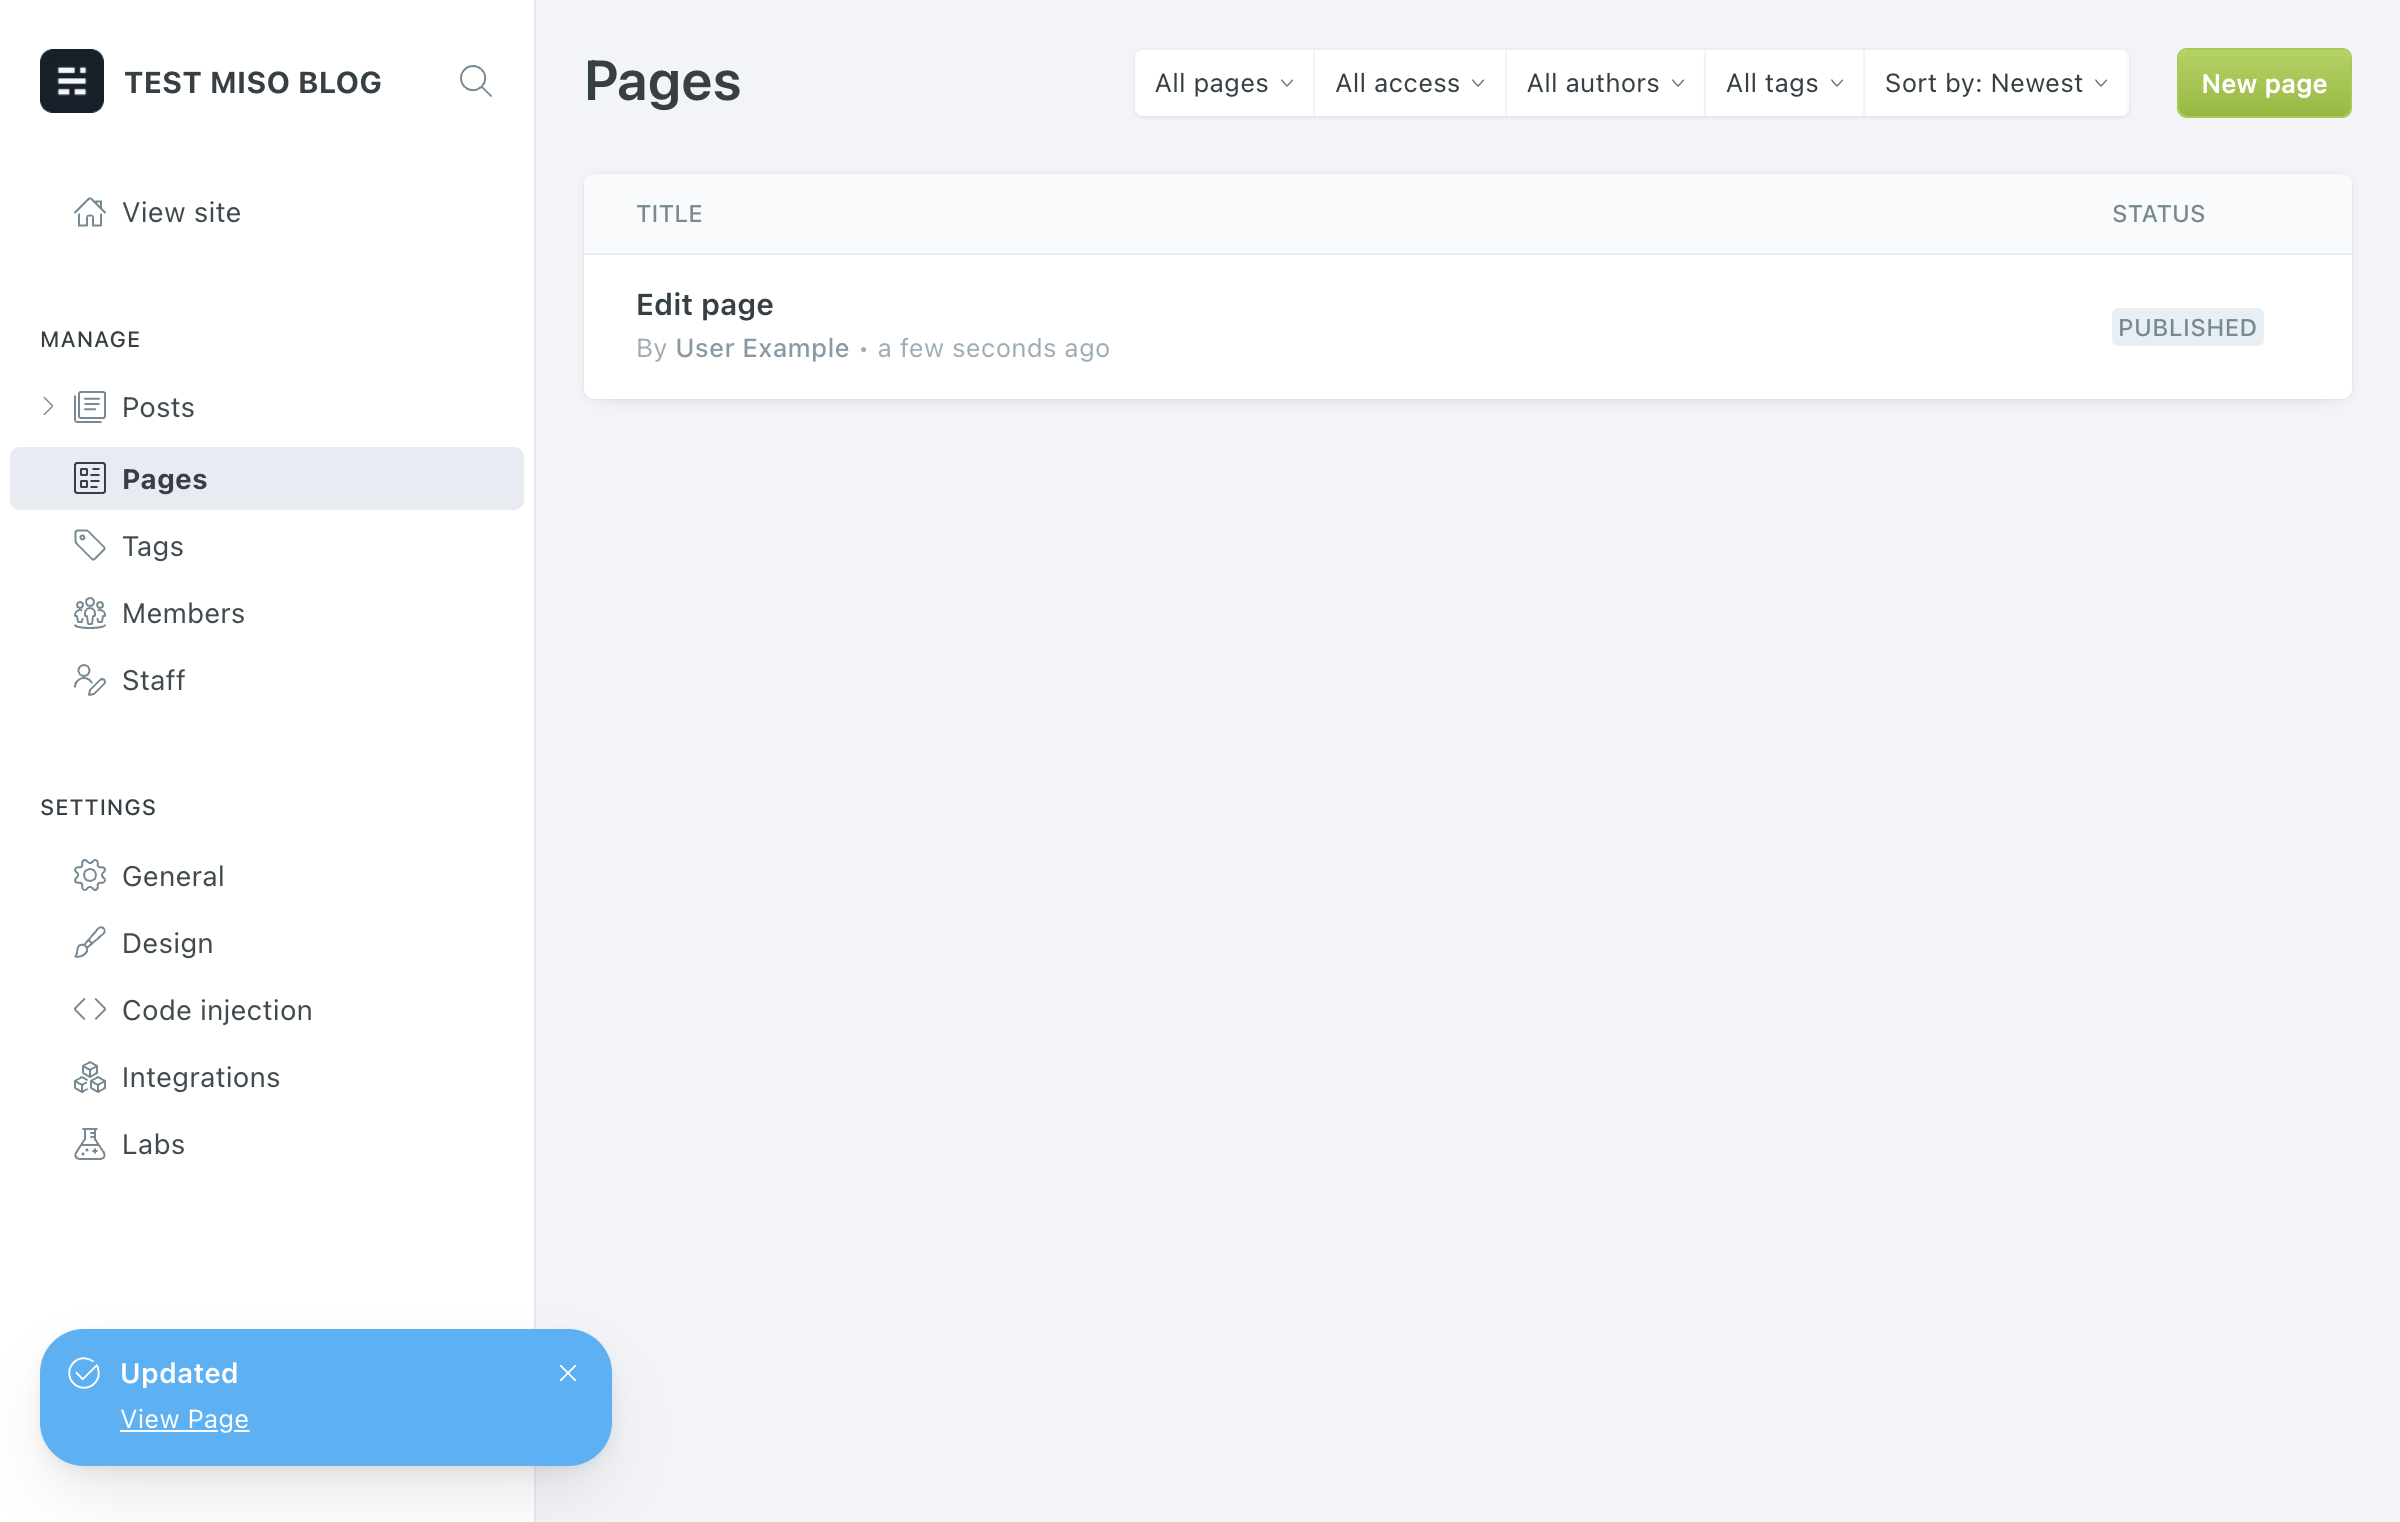 TEST MISO BLOG
View site
MANAGE
Posts
Pages
Tags
Members
Staff
SETTINGS
General
Design
Code injection
Integrations
Labs
Updated
View Page
Pages
All pages
All access
All authors
All tags
Sort by: Newest
New page
TITLE
STATUS
Edit page
By User Example • a few seconds ago
PUBLISHED